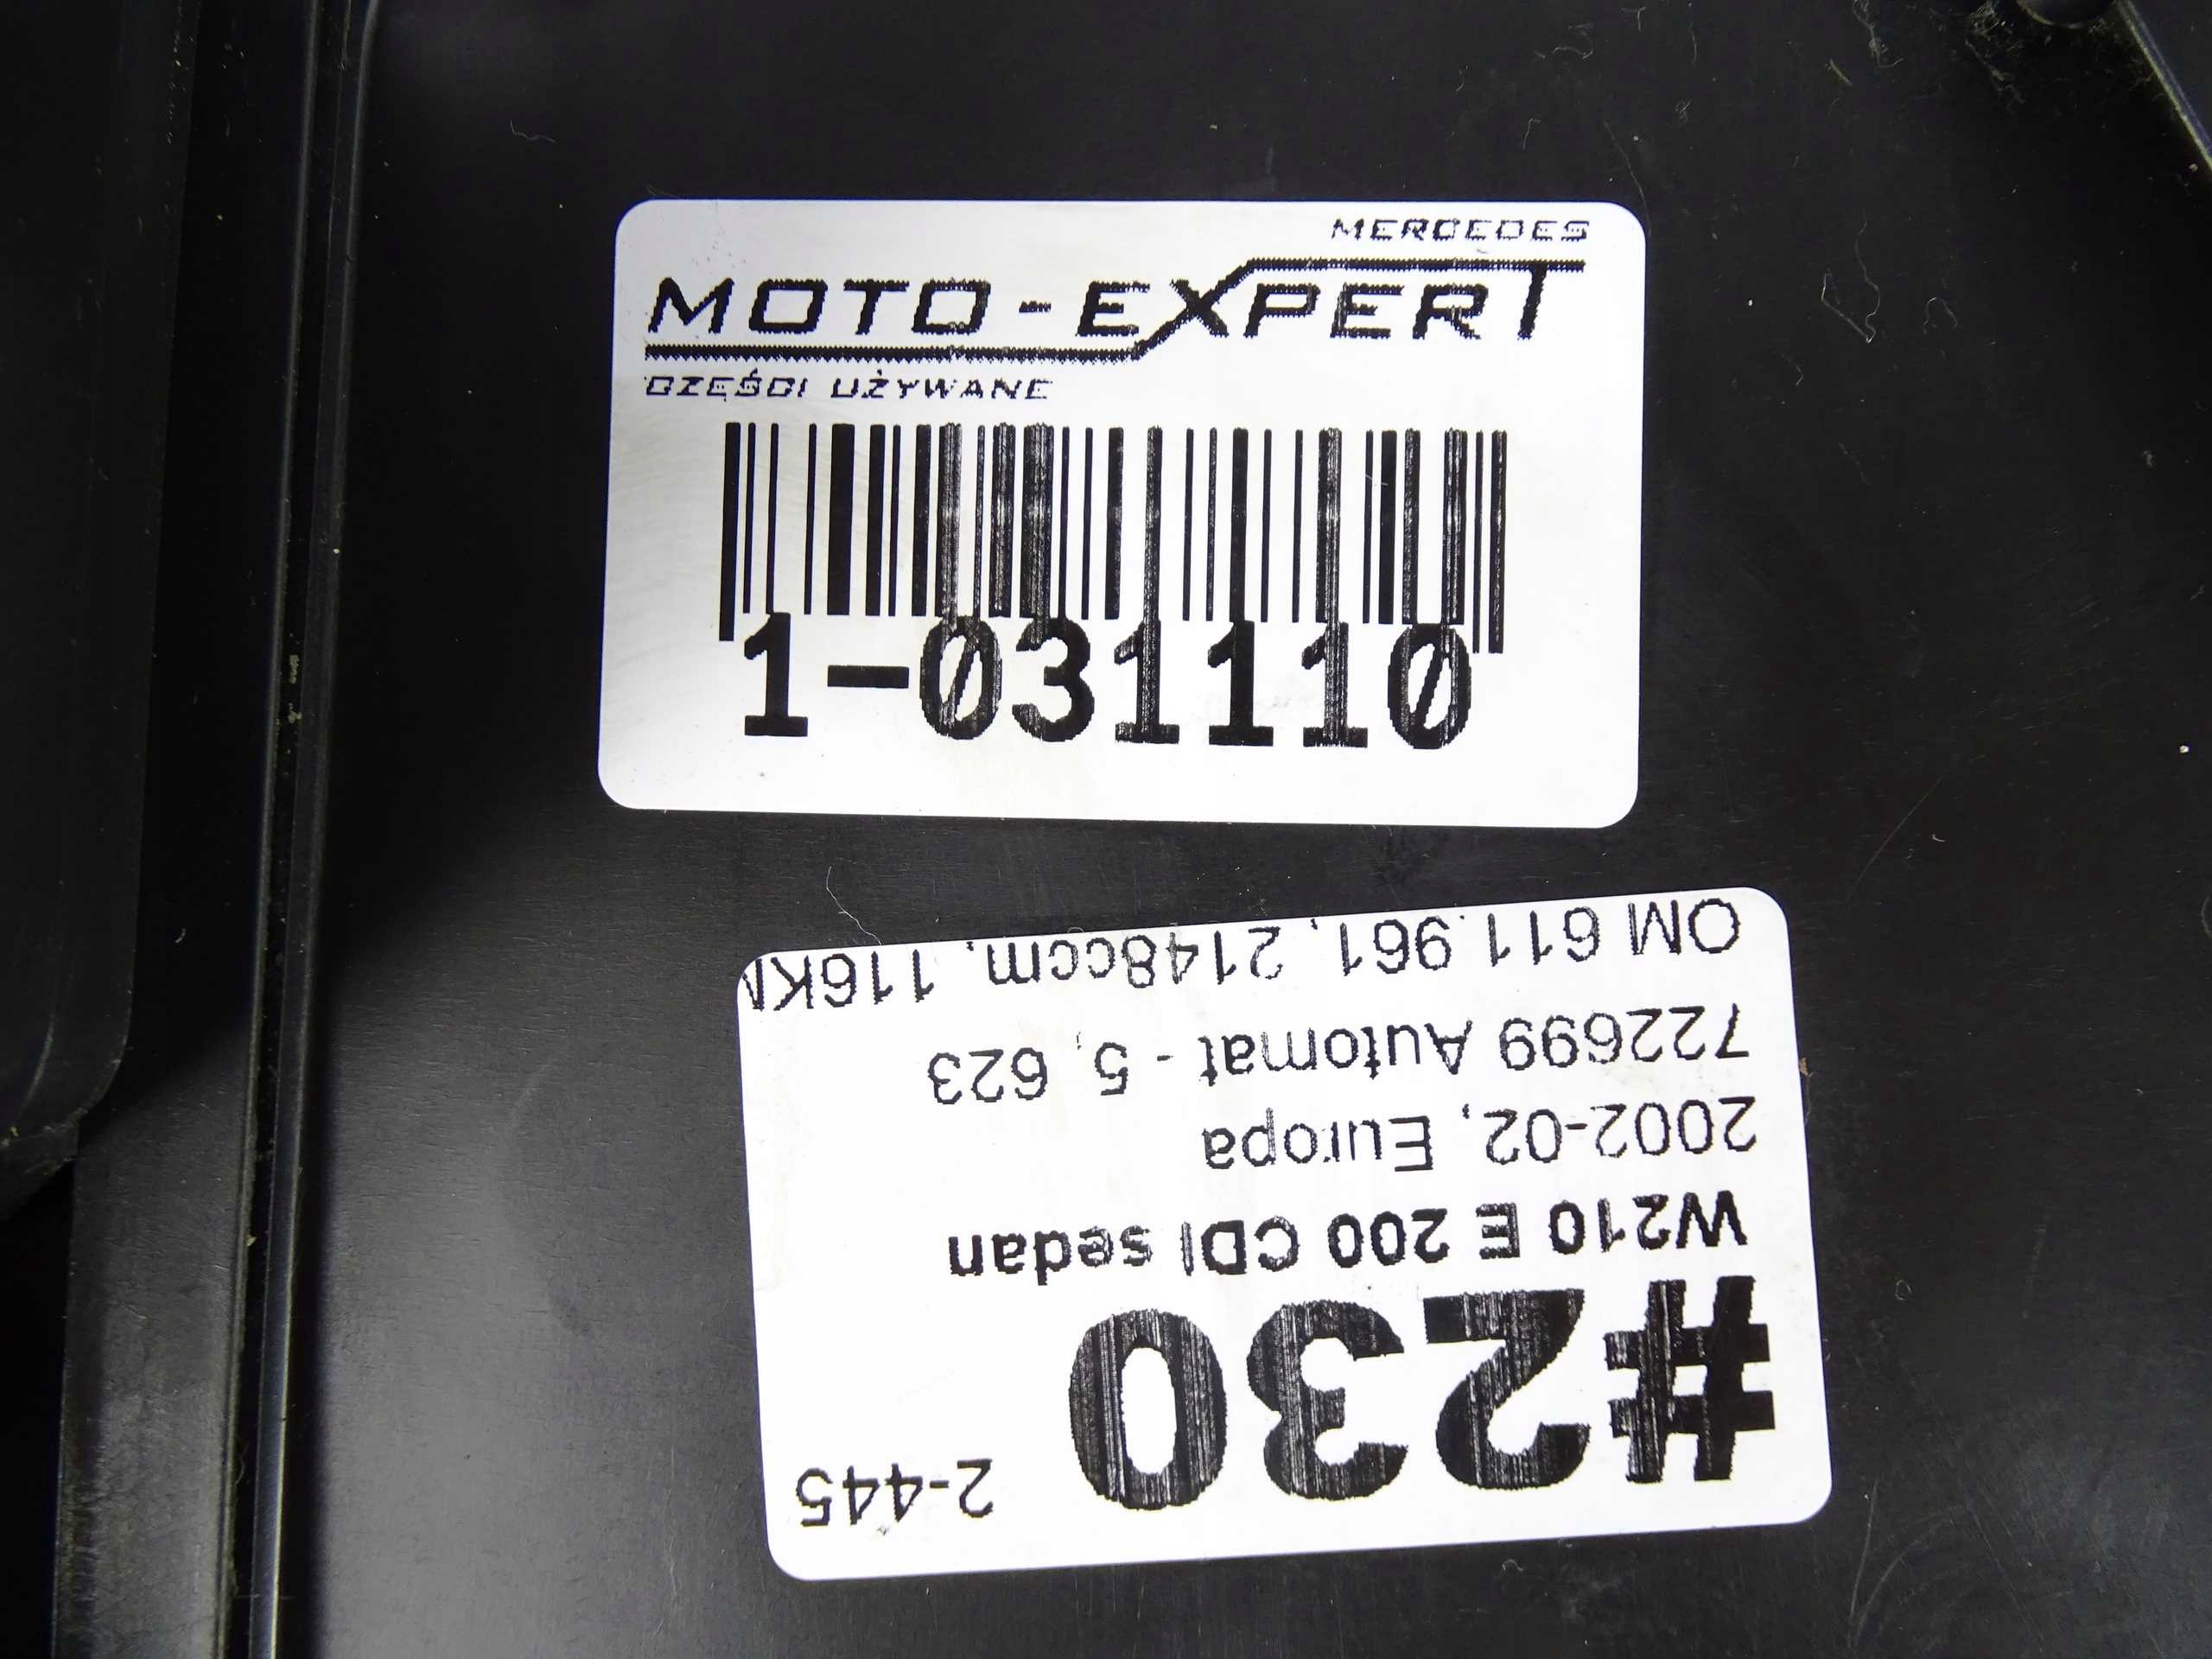 MERCEDES
MOTO-EXPERT
CZĘŚCI UŻYWANE
1-031110
#230 2-445
W210 E 200 CDI sedan
2002-02, Europa
722699 Automat - 5, 623
OM 611.961, 2148ccm, 116KM